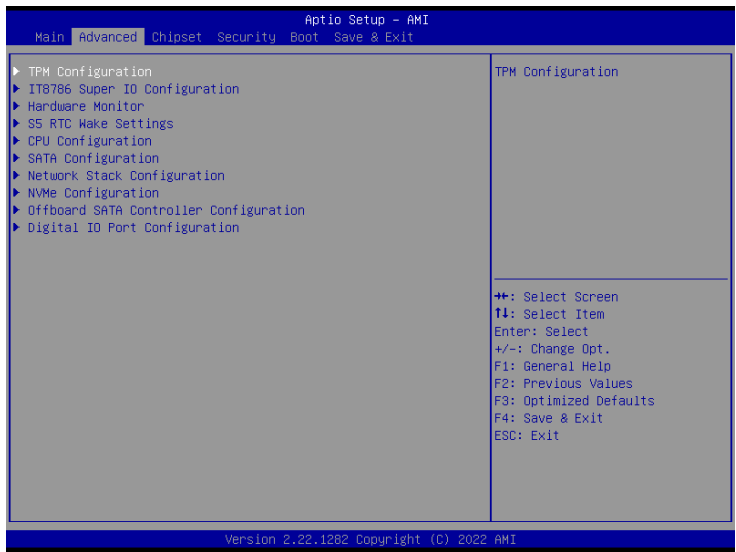 Aptio Setup – AMI
Main Advanced Chipset Security Boot Save & Exit
▶ TPM Configuration
▶ IT8786 Super IO Configuration
▶ Hardware Monitor
▶ S5 RTC Wake Settings
▶ CPU Configuration
▶ SATA Configuration
▶ Network Stack Configuration
▶ NVMe Configuration
▶ Offboard SATA Controller Configuration
▶ Digital IO Port Configuration
TPM Configuration
→←: Select Screen
↑↓: Select Item
Enter: Select
+/-: Change Opt.
F1: General Help
F2: Previous Values
F3: Optimized Defaults
F4: Save & Exit
ESC: Exit
Version 2.22.1282 Copyright (C) 2022 AMI